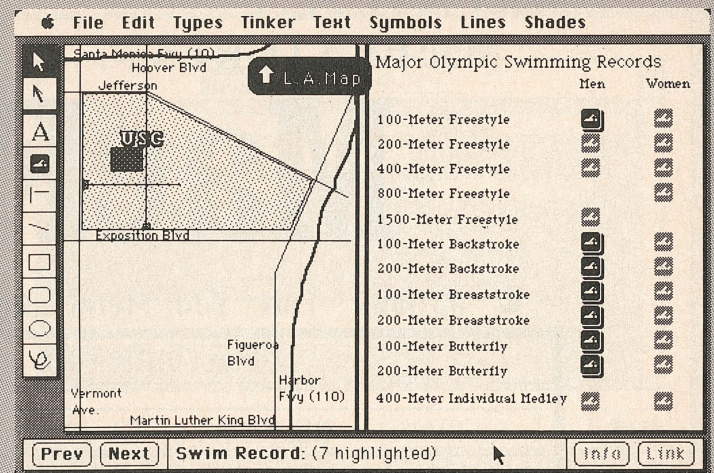 File Edit Types Tinker Text Symbols Lines Shades
Santa Monica Fwy (10)
Hoover Blvd
Jefferson
L.A. Map
USC
A
Exposition Blvd
Figueroa
Blvd
Harbor
Fwy (110)
Vermont
Ave.
Martin Luther King Blvd
Major Olympic Swimming Records
Men Women
100-Meter Freestyle
200-Meter Freestyle
400-Meter Freestyle
800-Meter Freestyle
1500-Meter Freestyle
100-Meter Backstroke
200-Meter Backstroke
100-Meter Breaststroke
200-Meter Breaststroke
100-Meter Butterfly
200-Meter Butterfly
400-Meter Individual Medley
Prev Next Swim Record: (7 highlighted) Info Link